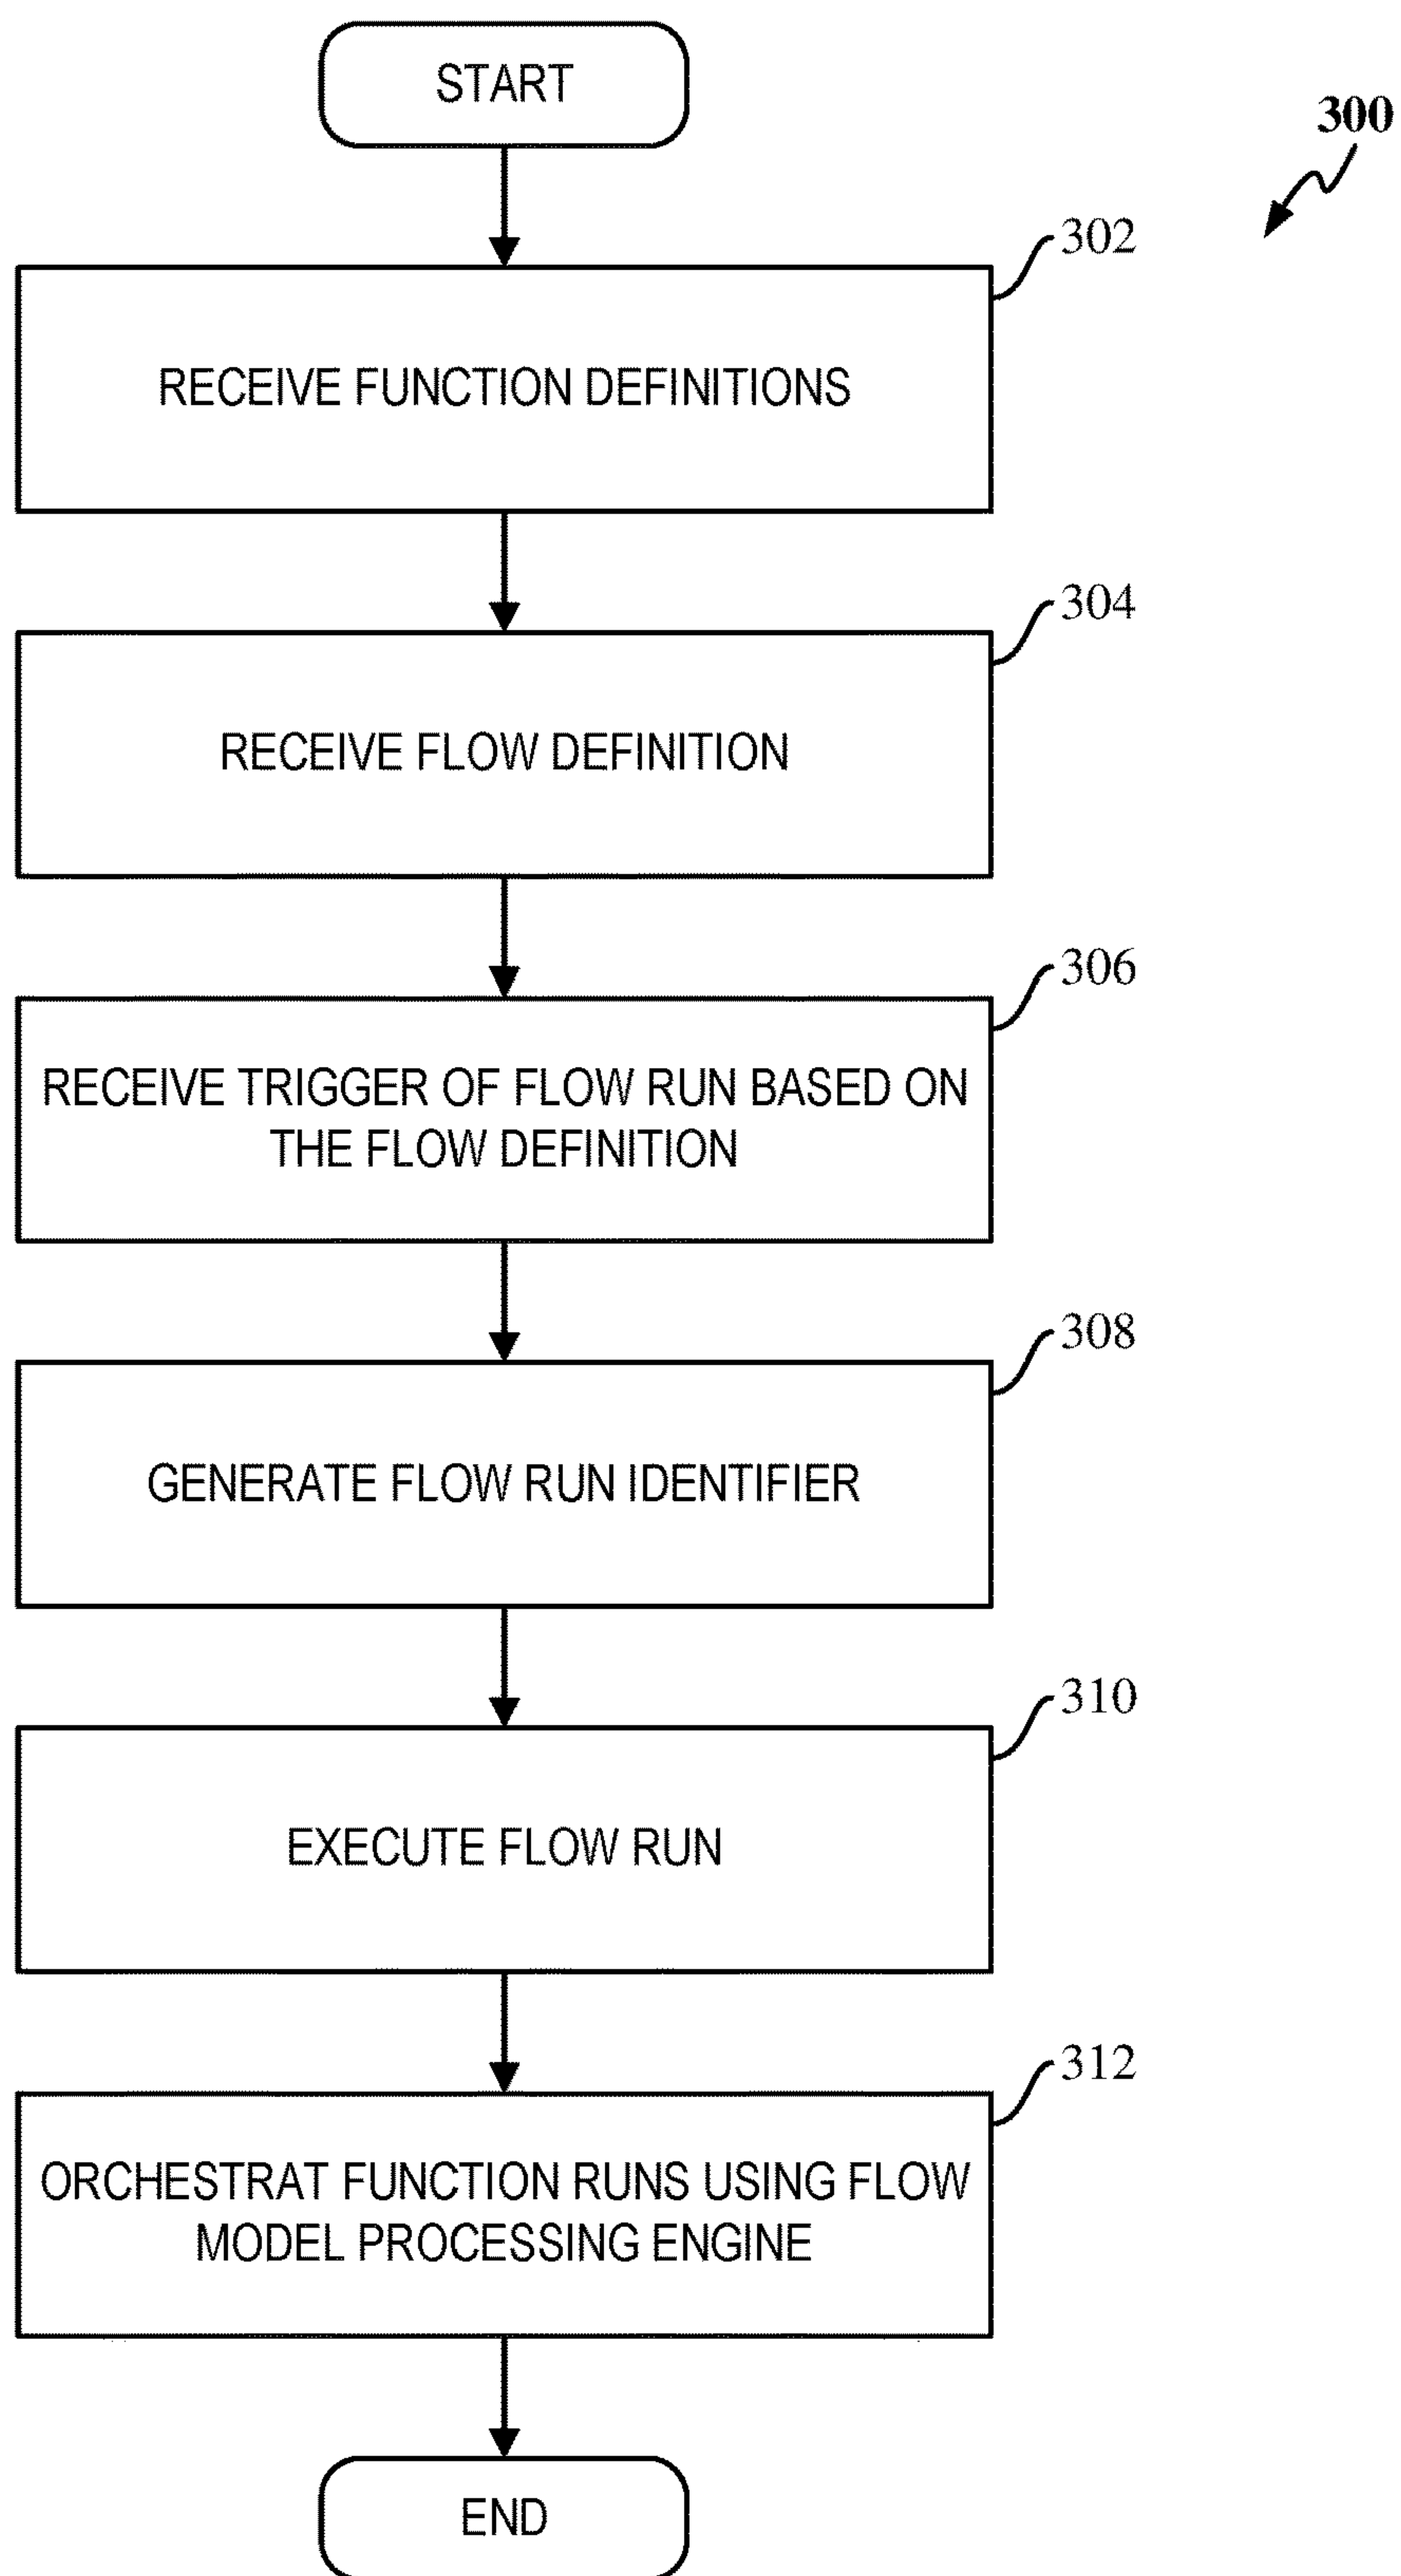 START
300
302
RECEIVE FUNCTION DEFINITIONS
304
RECEIVE FLOW DEFINITION
306
RECEIVE TRIGGER OF FLOW RUN BASED ON
THE FLOW DEFINITION
308
GENERATE FLOW RUN IDENTIFIER
310
EXECUTE FLOW RUN
312
ORCHESTRAT FUNCTION RUNS USING FLOW
MODEL PROCESSING ENGINE
END